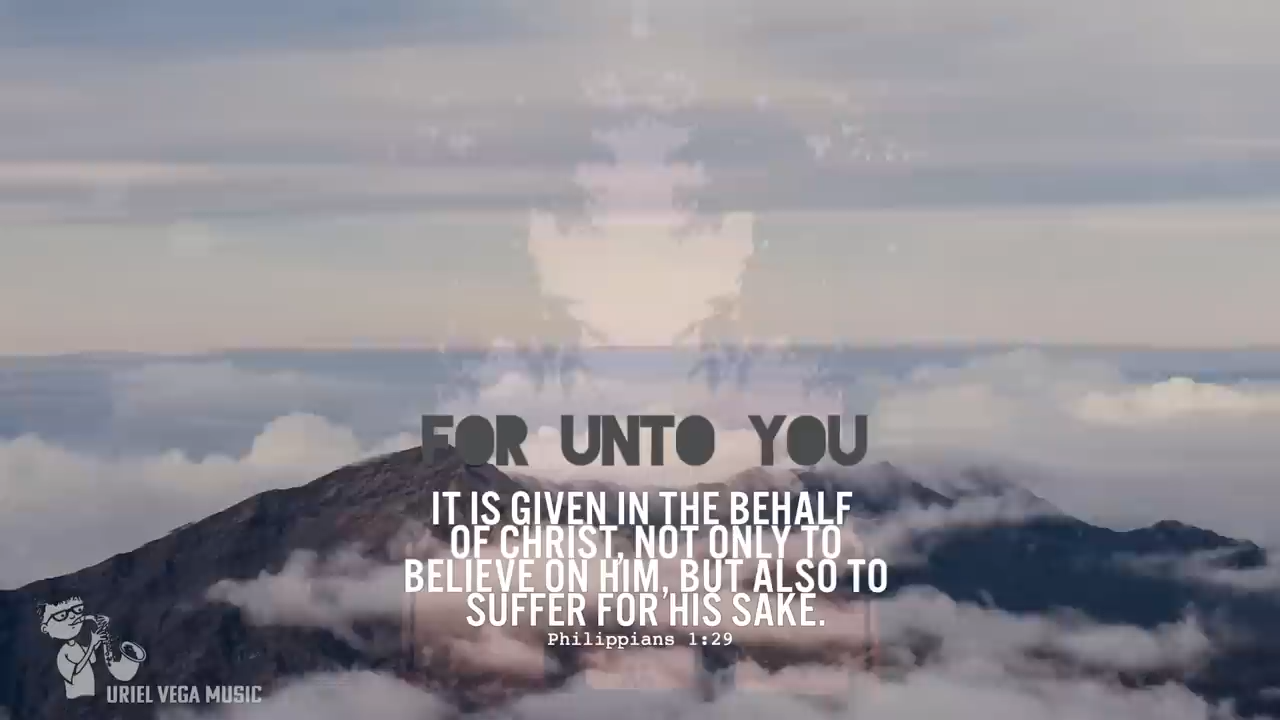 FOR UNTO YOU
IT IS GIVEN IN THE BEHALF
OF CHRIST, NOT ONLY TO
BELIEVE ON HIM, BUT ALSO TO
SUFFER FOR HIS SAKE.
Philippians 1:29
URIEL VEGA MUSIC